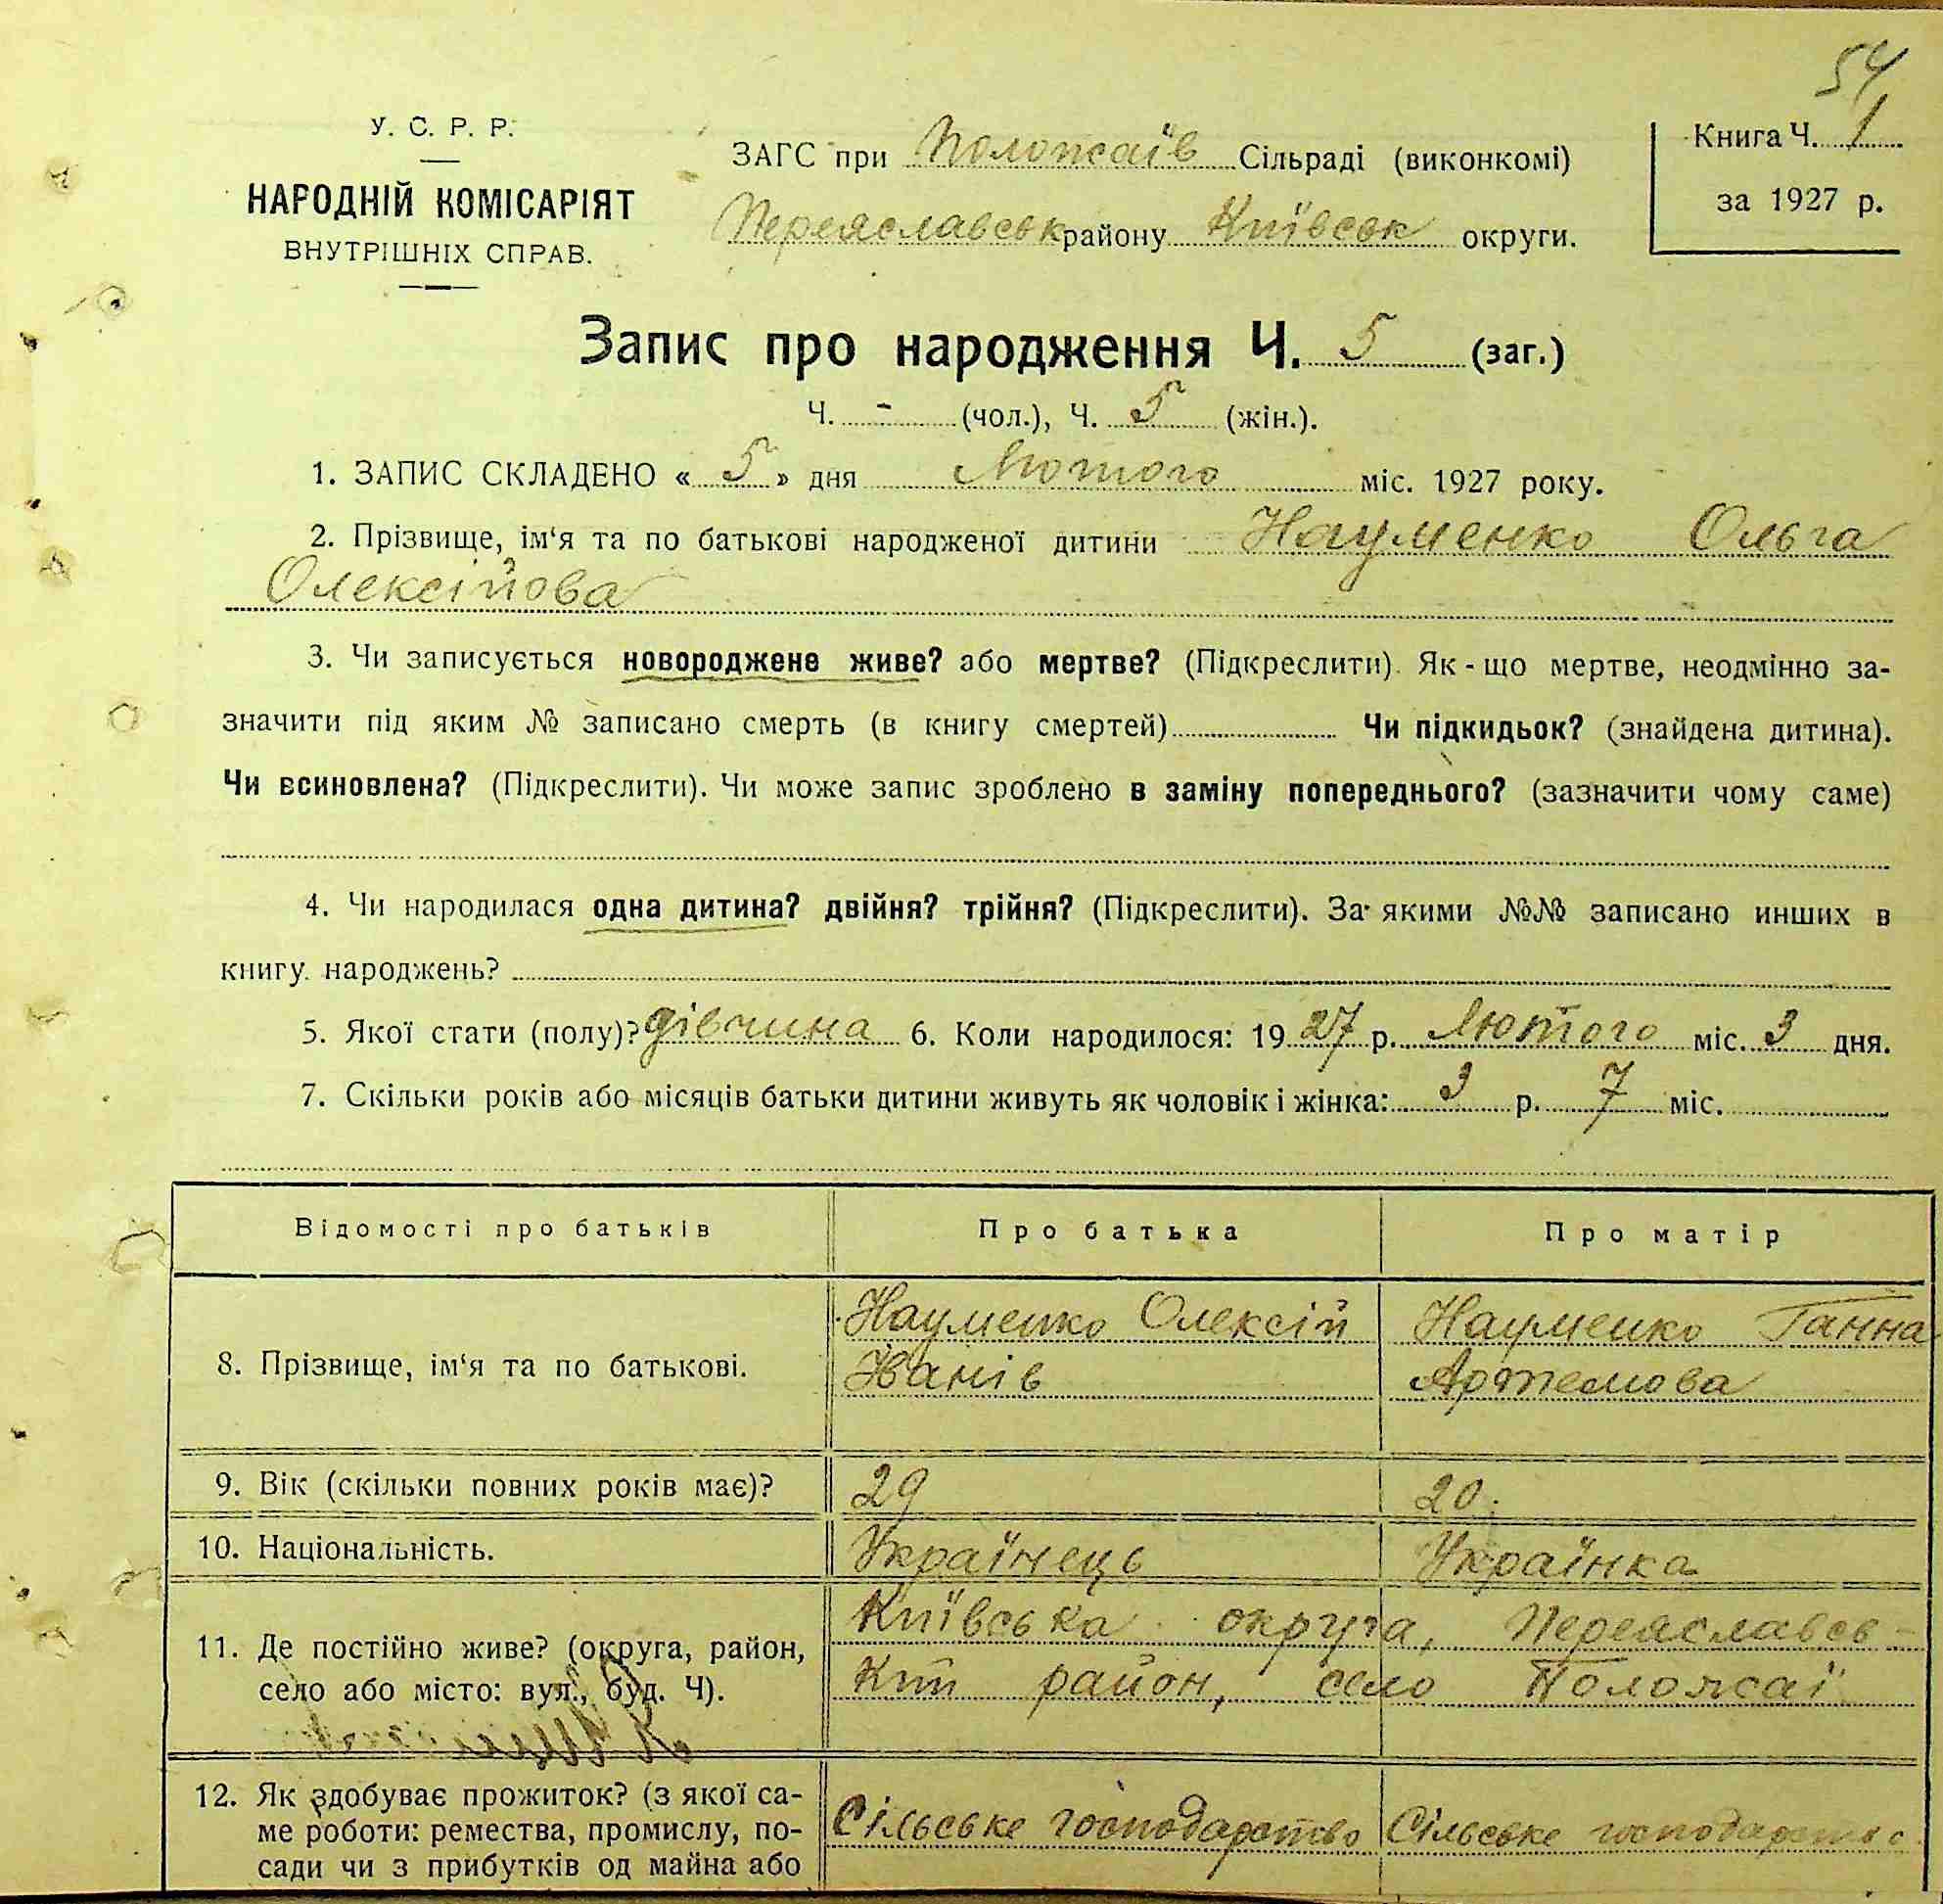 54
У. С. Р. Р.
НАРОДНІЙ КОМІСАРІЯТ
ВНУТРІШНІХ СПРАВ.
ЗАГС при Положаїв Сільраді (виконкомі)
Переяславськ району Київськ округи.
Книга Ч. 1
за 1927 р.
Запис про народження Ч. 5 (заг.)
Ч. - (чол.), Ч. 5 (жін.).
1. ЗАПИС СКЛАДЕНО « 5 » дня Лютого міс. 1927 року.
2. Прізвище, ім‘я та по батькові народженої дитини Науменко Ольга
Олексійова
3. Чи записується новороджене живе? або мертве? (Підкреслити). Як-що мертве, неодмінно за-
значити під яким № записано смерть (в книгу смертей) Чи підкидьок? (знайдена дитина).
Чи всиновлена? (Підкреслити). Чи може запис зроблено в заміну попереднього? (зазначити чому саме)
4. Чи народилася одна дитина? двійня? трійня? (Підкреслити). За якими №№ записано инших в
книгу народжень?
5. Якої стати (полу)? дівчина 6. Коли народилося: 1927 р. Лютого міс. 3 дня.
7. Скільки років або місяців батьки дитини живуть як чоловік і жінка: 3 р. 7 міс.
Відомості про батьків Про батька Про матір
8. Прізвище, ім‘я та по батькові.
Науменко Олексій
Іванів
Науменко Ганна
Артемова
9. Вік (скільки повних років має)? 29 20.
10. Національність. Українець Українка
11. Де постійно живе? (округа, район,
село або місто: вул., буд. Ч).
Київська округа, Переяславсь-
кий район, село Положаї
12. Як здобуває прожиток? (з якої са-
ме роботи: ремества, промислу, по-
сади чи з прибутків од майна або
Сільське господарство Сільське господарство